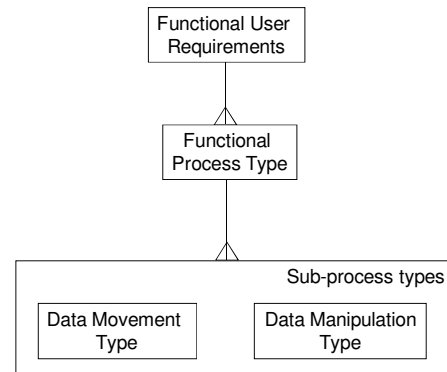 Functional User
Requirements
Functional
Process Type
Sub-process types
Data Movement
Type
Data Manipulation
Type